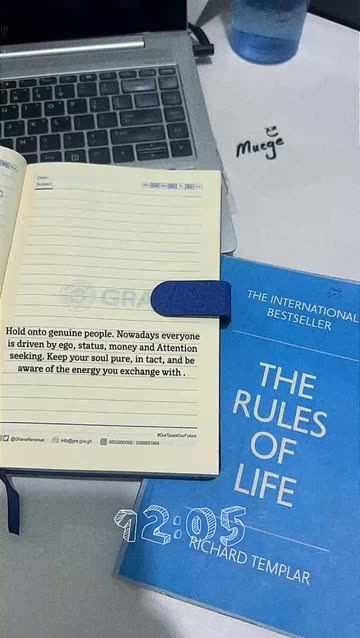 Muege
Date:
Subject:
GRA
Hold onto genuine people. Nowadays everyone
is driven by ego, status, money and Attention
seeking. Keep your soul pure, in tact, and be
aware of the energy you exchange with .
#OurTaxesOurFuture
@GhanaRevenue info@gra.gov.gh
THE INTERNATIONAL
BESTSELLER
THE
RULES
OF
LIFE
12:05
RICHARD TEMPLAR